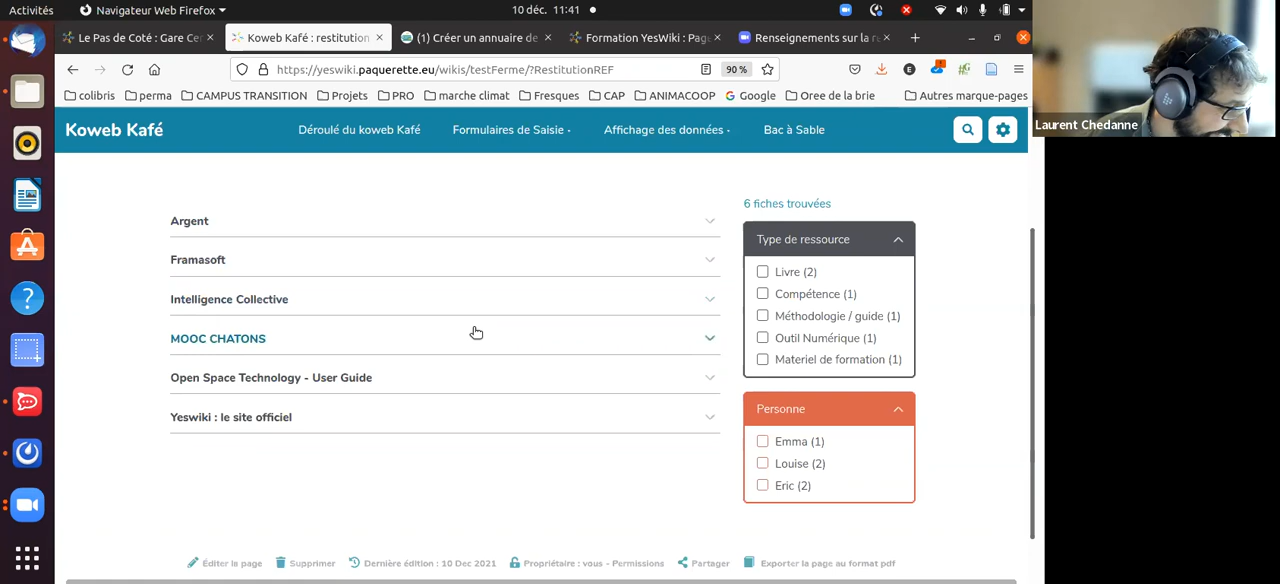 Activités Navigateur Web Firefox 10 déc. 11:41
Le Pas de Coté : Gare Ce Koweb Kafé : restitution (1) Créer un annuaire de Formation YesWiki : Pag Renseignements sur la r
https://yeswiki.paquerette.eu/wikis/testFerme/?RestitutionREF 90 %
colibris perma CAMPUS TRANSITION Projets PRO marche climat Fresques CAP ANIMACOOP Google Oree de la brie Autres marque-pages
Laurent Chedanne
Koweb Kafé Déroulé du koweb Kafé Formulaires de Saisie Affichage des données Bac à Sable
6 fiches trouvées
Argent
Framasoft
Intelligence Collective
MOOC CHATONS
Open Space Technology - User Guide
Yeswiki : le site officiel
Type de ressource
Livre (2)
Compétence (1)
Méthodologie / guide (1)
Outil Numérique (1)
Materiel de formation (1)
Personne
Emma (1)
Louise (2)
Eric (2)
Éditer la page Supprimer Dernière édition : 10 Dec 2021 Propriétaire : vous - Permissions Partager Exporter la page au format pdf